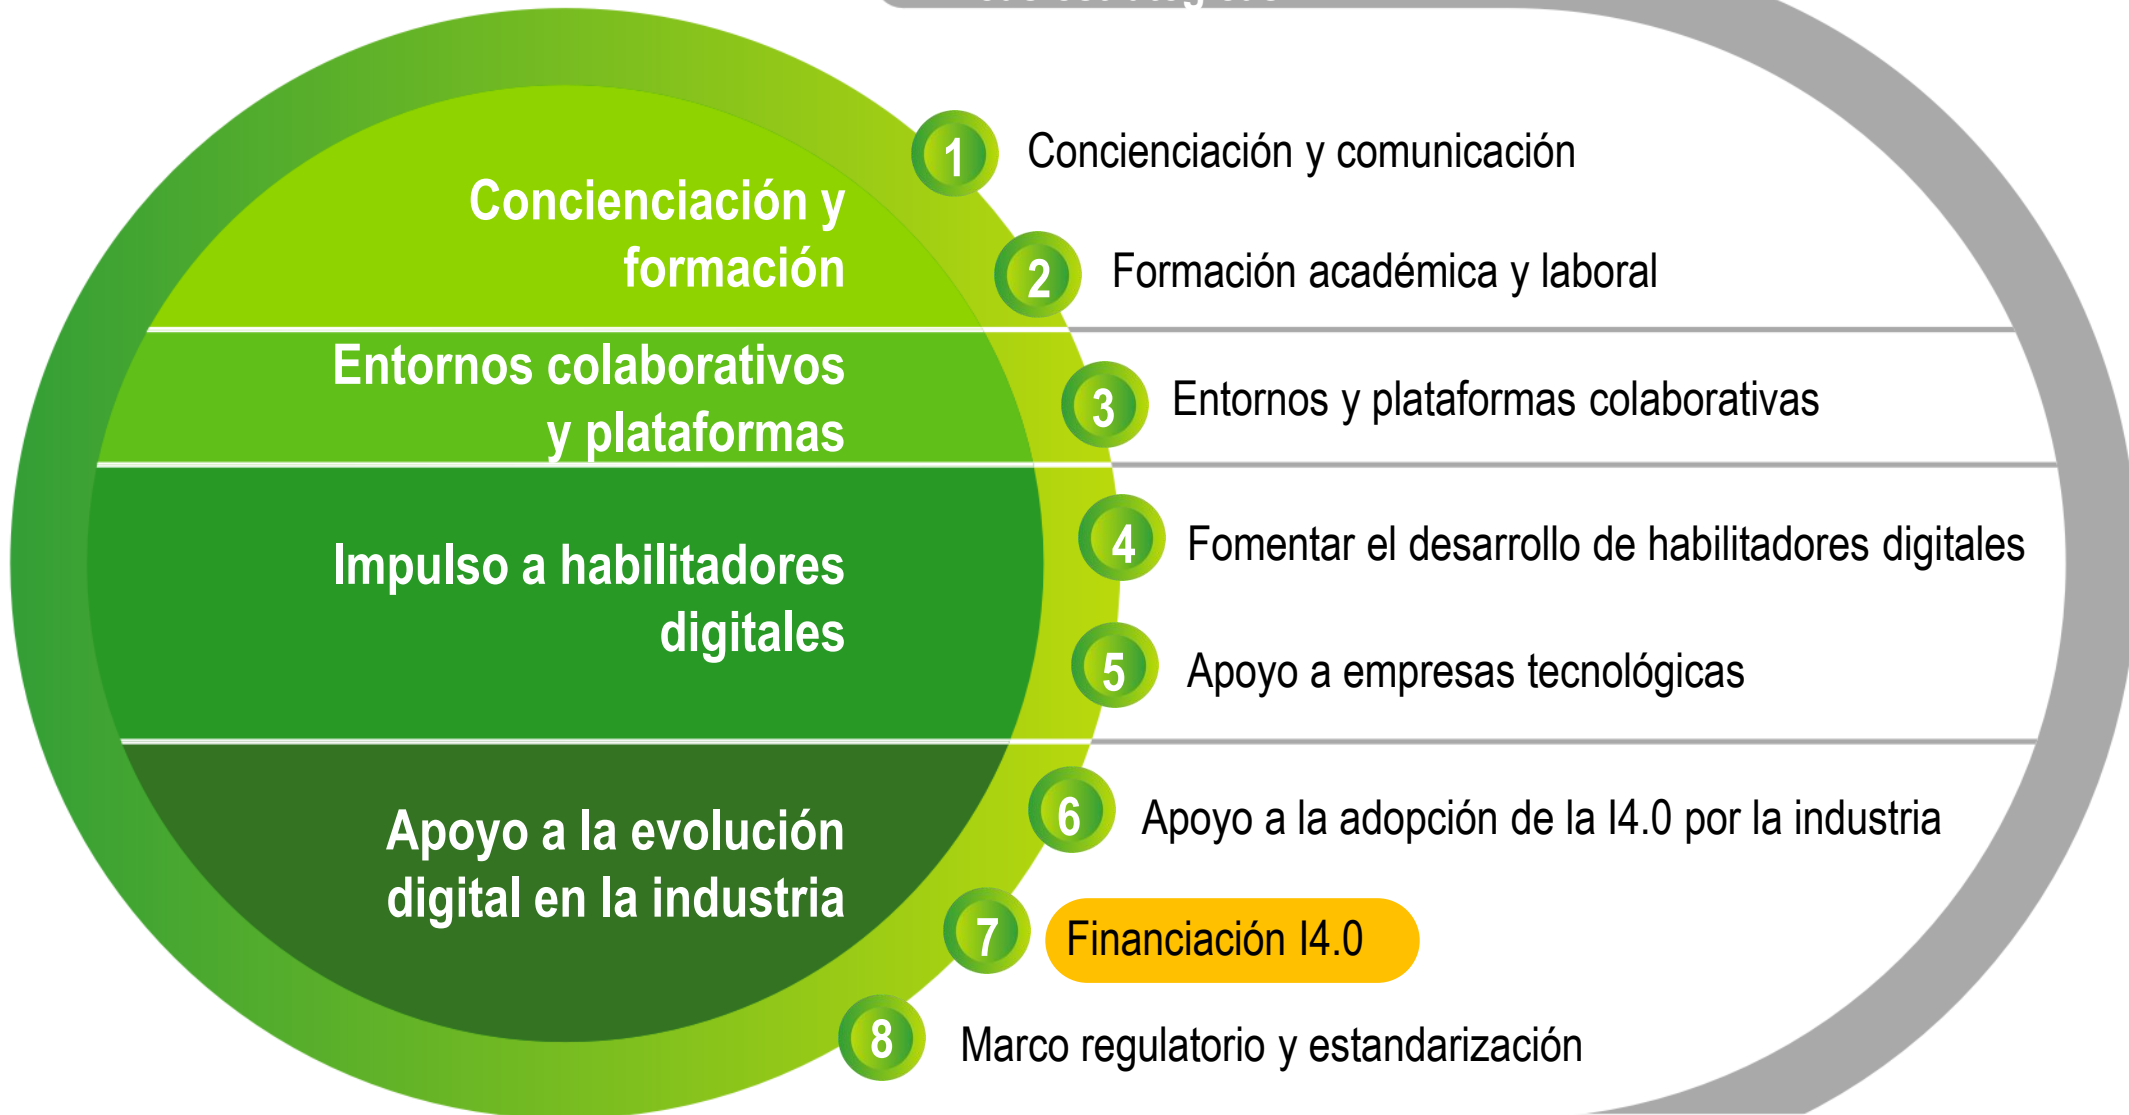 Concienciación y
formación
1
Concienciación y comunicación
2
Formación académica y laboral
Entornos colaborativos
y plataformas
3
Entornos y plataformas colaborativas
Impulso a habilitadores
digitales
4
Fomentar el desarrollo de habilitadores digitales
5
Apoyo a empresas tecnológicas
Apoyo a la evolución
digital en la industria
6
Apoyo a la adopción de la I4.0 por la industria
7
Financiación I4.0
8
Marco regulatorio y estandarización